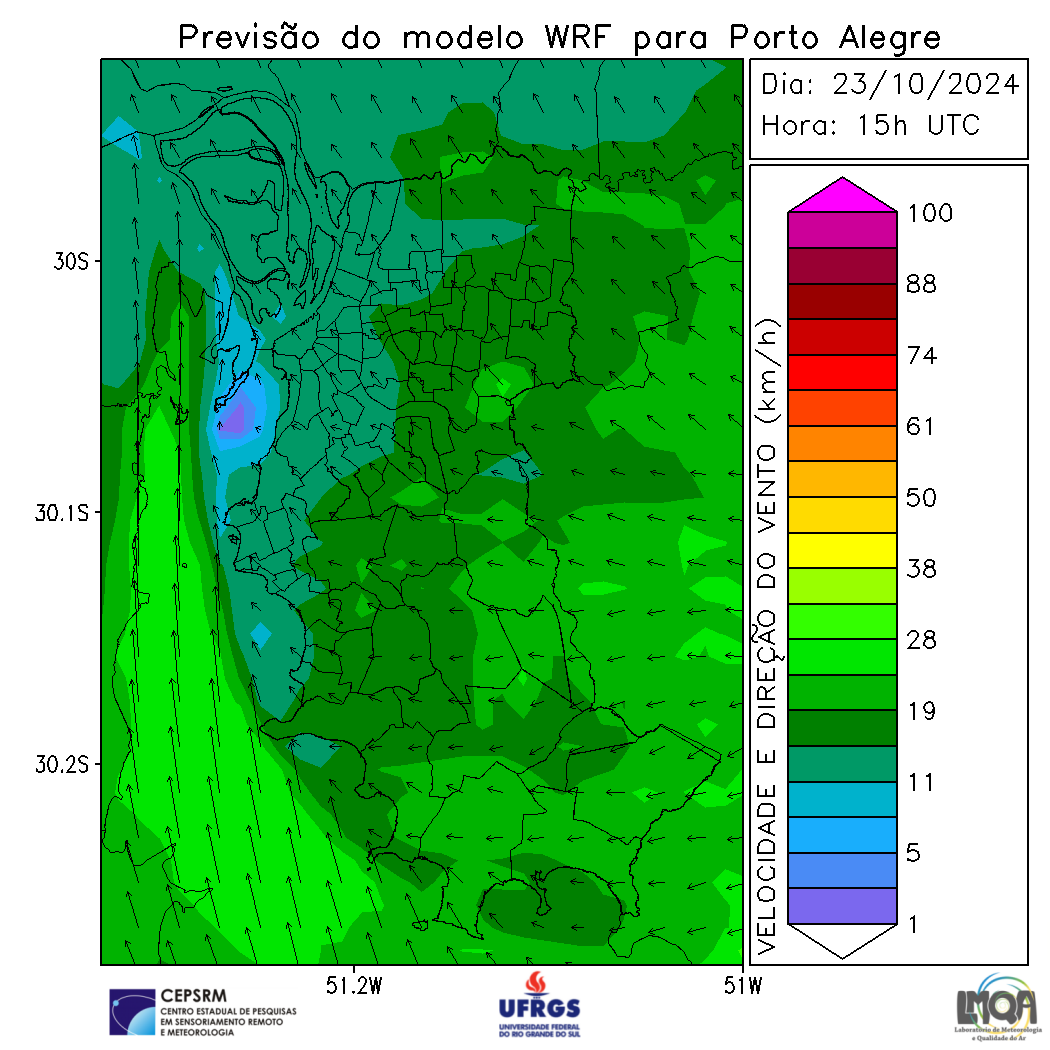 Previsão do modelo WRF para Porto Alegre
Dia: 23/10/2024
Hora: 15h UTC
30S
30.1S
30.2S
51.2W
51W
VELOCIDADE E DIREÇÃO DO VENTO (km/h)
100
88
74
61
50
38
28
19
11
5
1
CEPSRM
CENTRO ESTADUAL DE PESQUISAS
EM SENSORIAMENTO REMOTO
E METEOROLOGIA
UFRGS
UNIVERSIDADE FEDERAL
DO RIO GRANDE DO SUL
LMQA
Laboratório de Meteorologia
e Qualidade do Ar